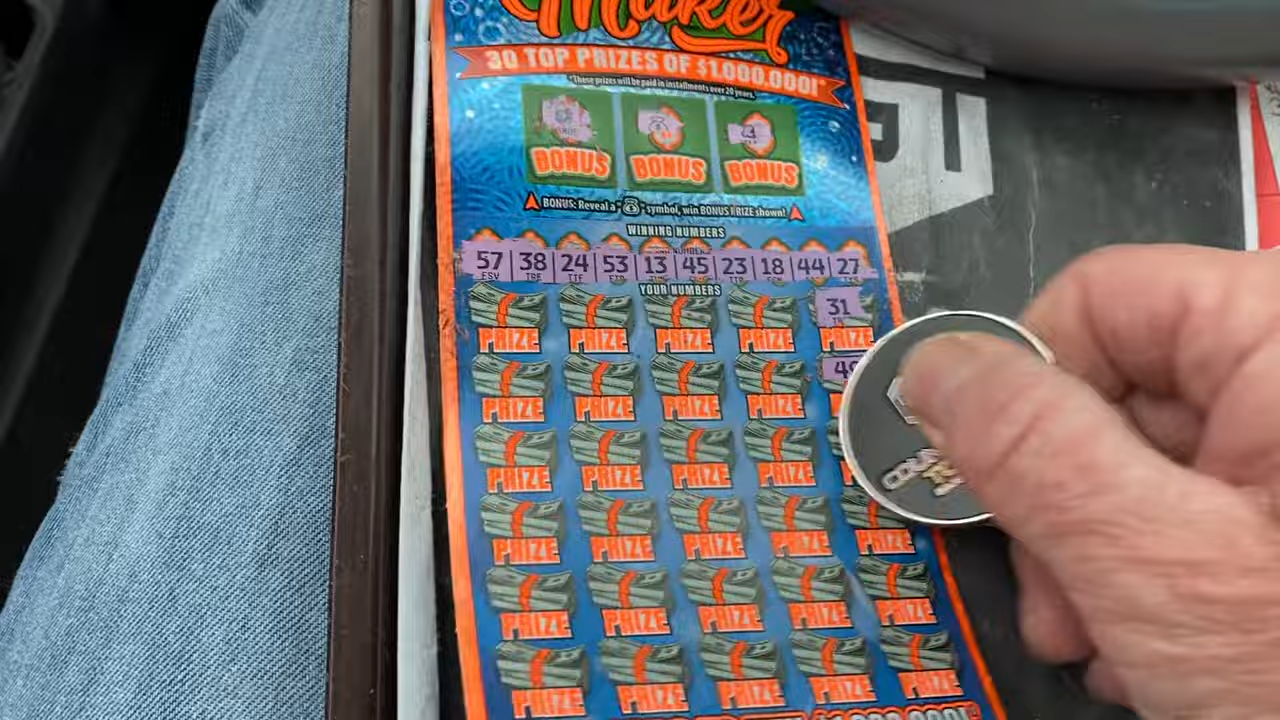 Maker
30 TOP PRIZES OF $1,000,000!*
*These prizes will be paid in installments over 20 years.
BONUS BONUS BONUS
BONUS: Reveal a " " symbol, win BONUS PRIZE shown!
WINNING NUMBERS
57 38 24 53 13 45 23 18 44 27
YOUR NUMBERS
31
PRIZE PRIZE PRIZE PRIZE PRIZE
PRIZE PRIZE PRIZE PRIZE
PRIZE PRIZE PRIZE PRIZE
PRIZE PRIZE PRIZE PRIZE PRIZE
PRIZE PRIZE PRIZE PRIZE PRIZE
PRIZE PRIZE PRIZE PRIZE PRIZE